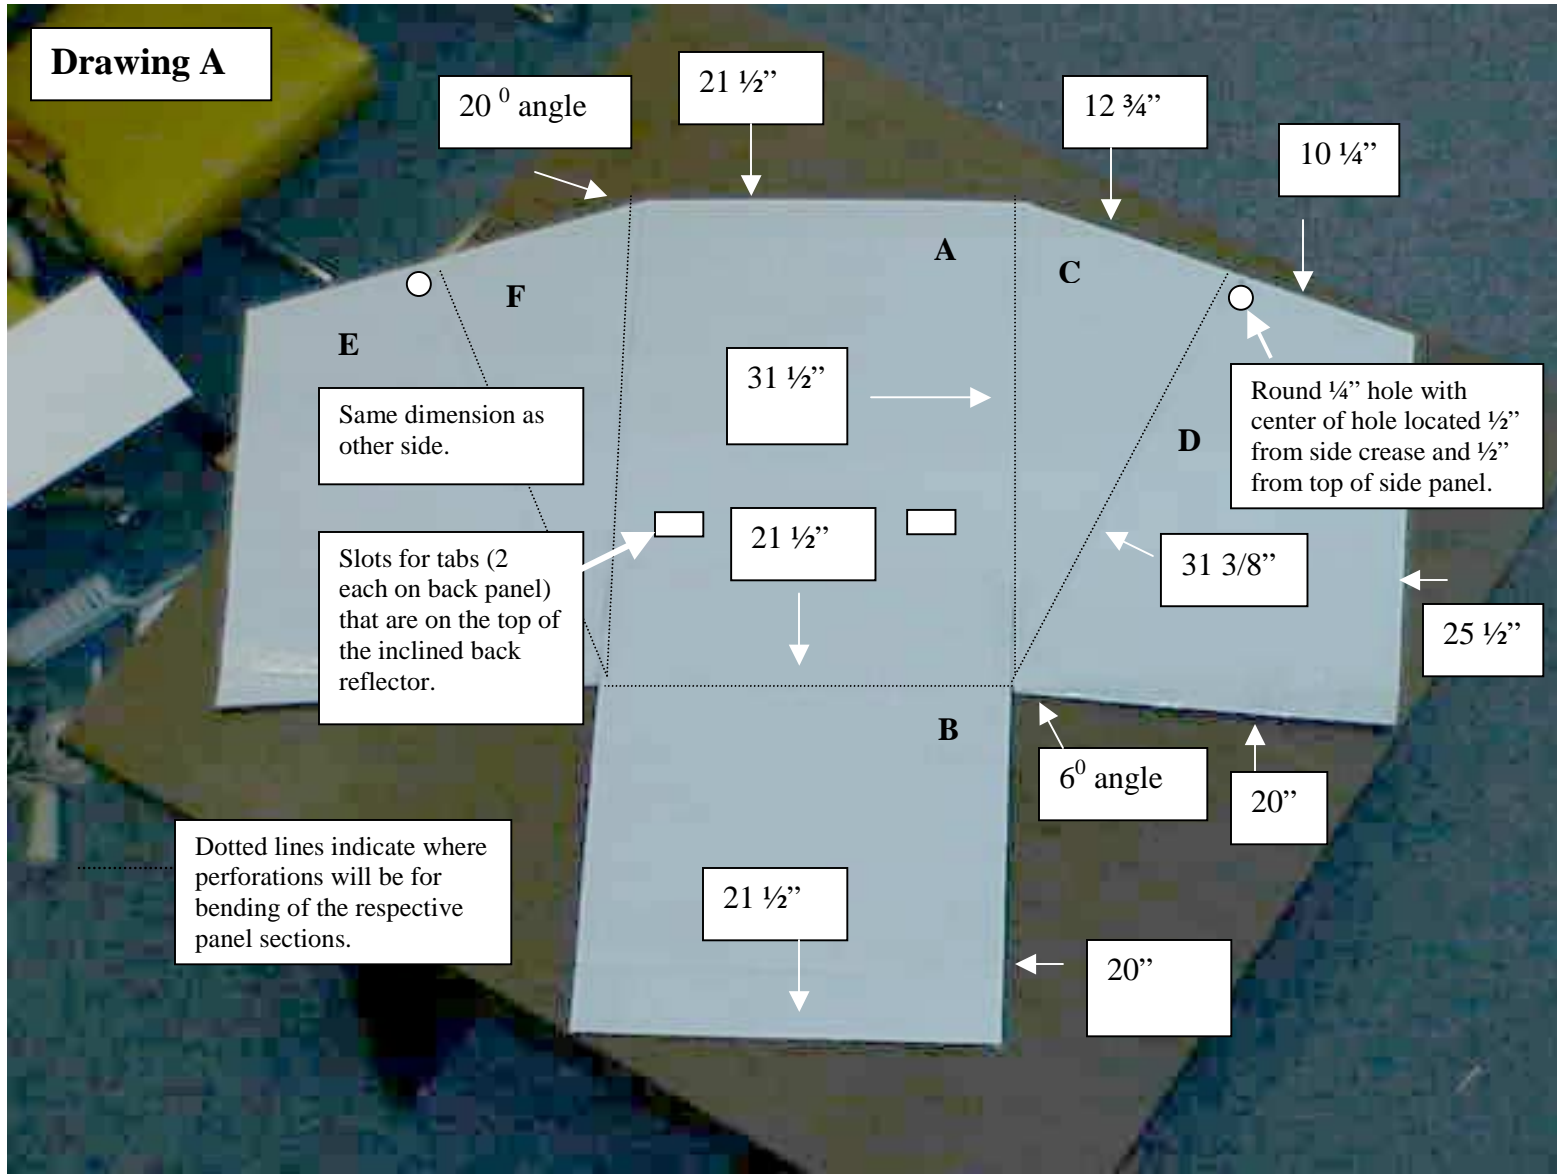 Drawing A
20 ⁰ angle
21 ½”
12 ¾”
10 ¼”
A
C
F
E
31 ½”
D
Same dimension as
other side.
Round ¼” hole with
center of hole located ½”
from side crease and ½”
from top of side panel.
Slots for tabs (2
each on back panel)
that are on the top of
the inclined back
reflector.
21 ½”
31 3/8”
25 ½”
B
6⁰ angle
20”
Dotted lines indicate where
perforations will be for
bending of the respective
panel sections.
21 ½”
20”